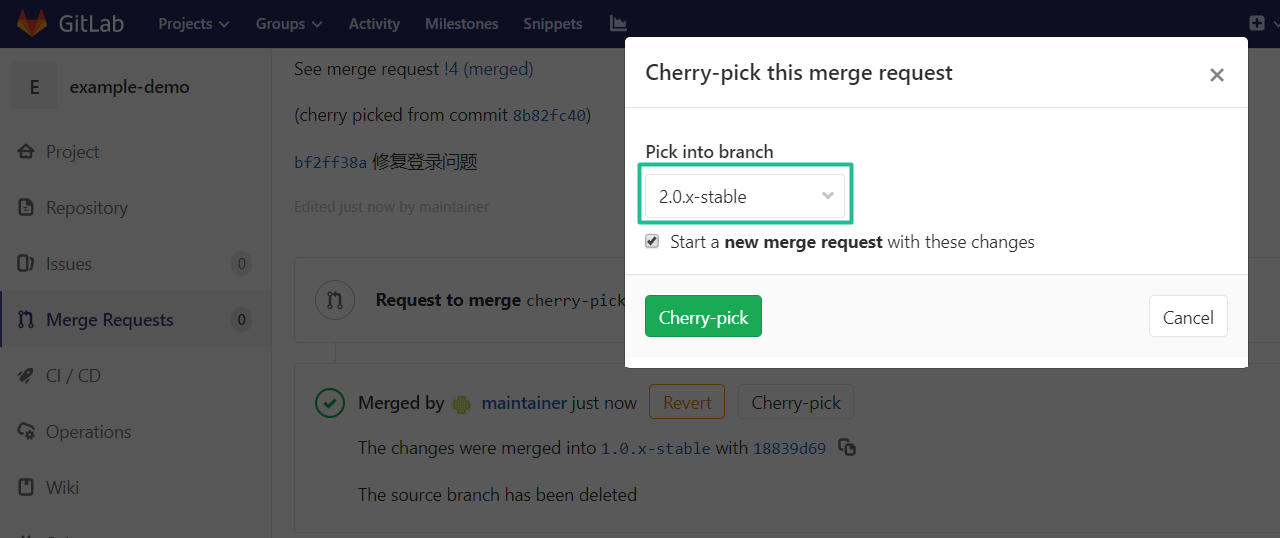 GitLab Projects Groups Activity Milestones Snippets
E example-demo
Project
Repository
Issues 0
Merge Requests 0
CI / CD
Operations
Wiki
See merge request !4 (merged)
(cherry picked from commit 8b82fc40)
bf2ff38a 修复登录问题
Edited just now by maintainer
Request to merge cherry-pick
Merged by maintainer just now Revert Cherry-pick
The changes were merged into 1.0.x-stable with 18839d69
The source branch has been deleted
Cherry-pick this merge request ×
Pick into branch
2.0.x-stable
Start a new merge request with these changes
Cherry-pick Cancel